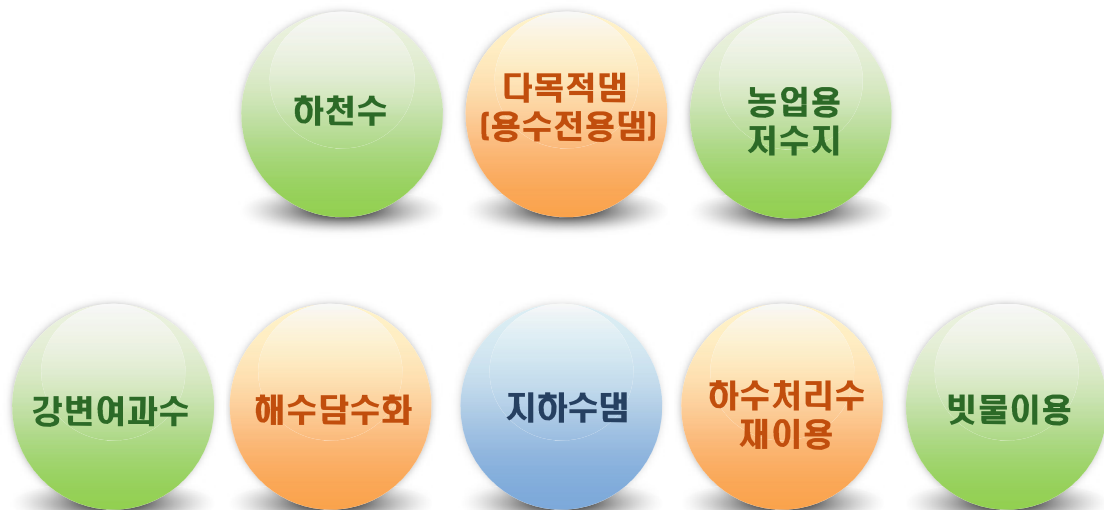 하천수
다목적댐
(용수전용댐)
농업용
저수지
강변여과수
해수담수화
지하수댐
하수처리수
재이용
빗물이용